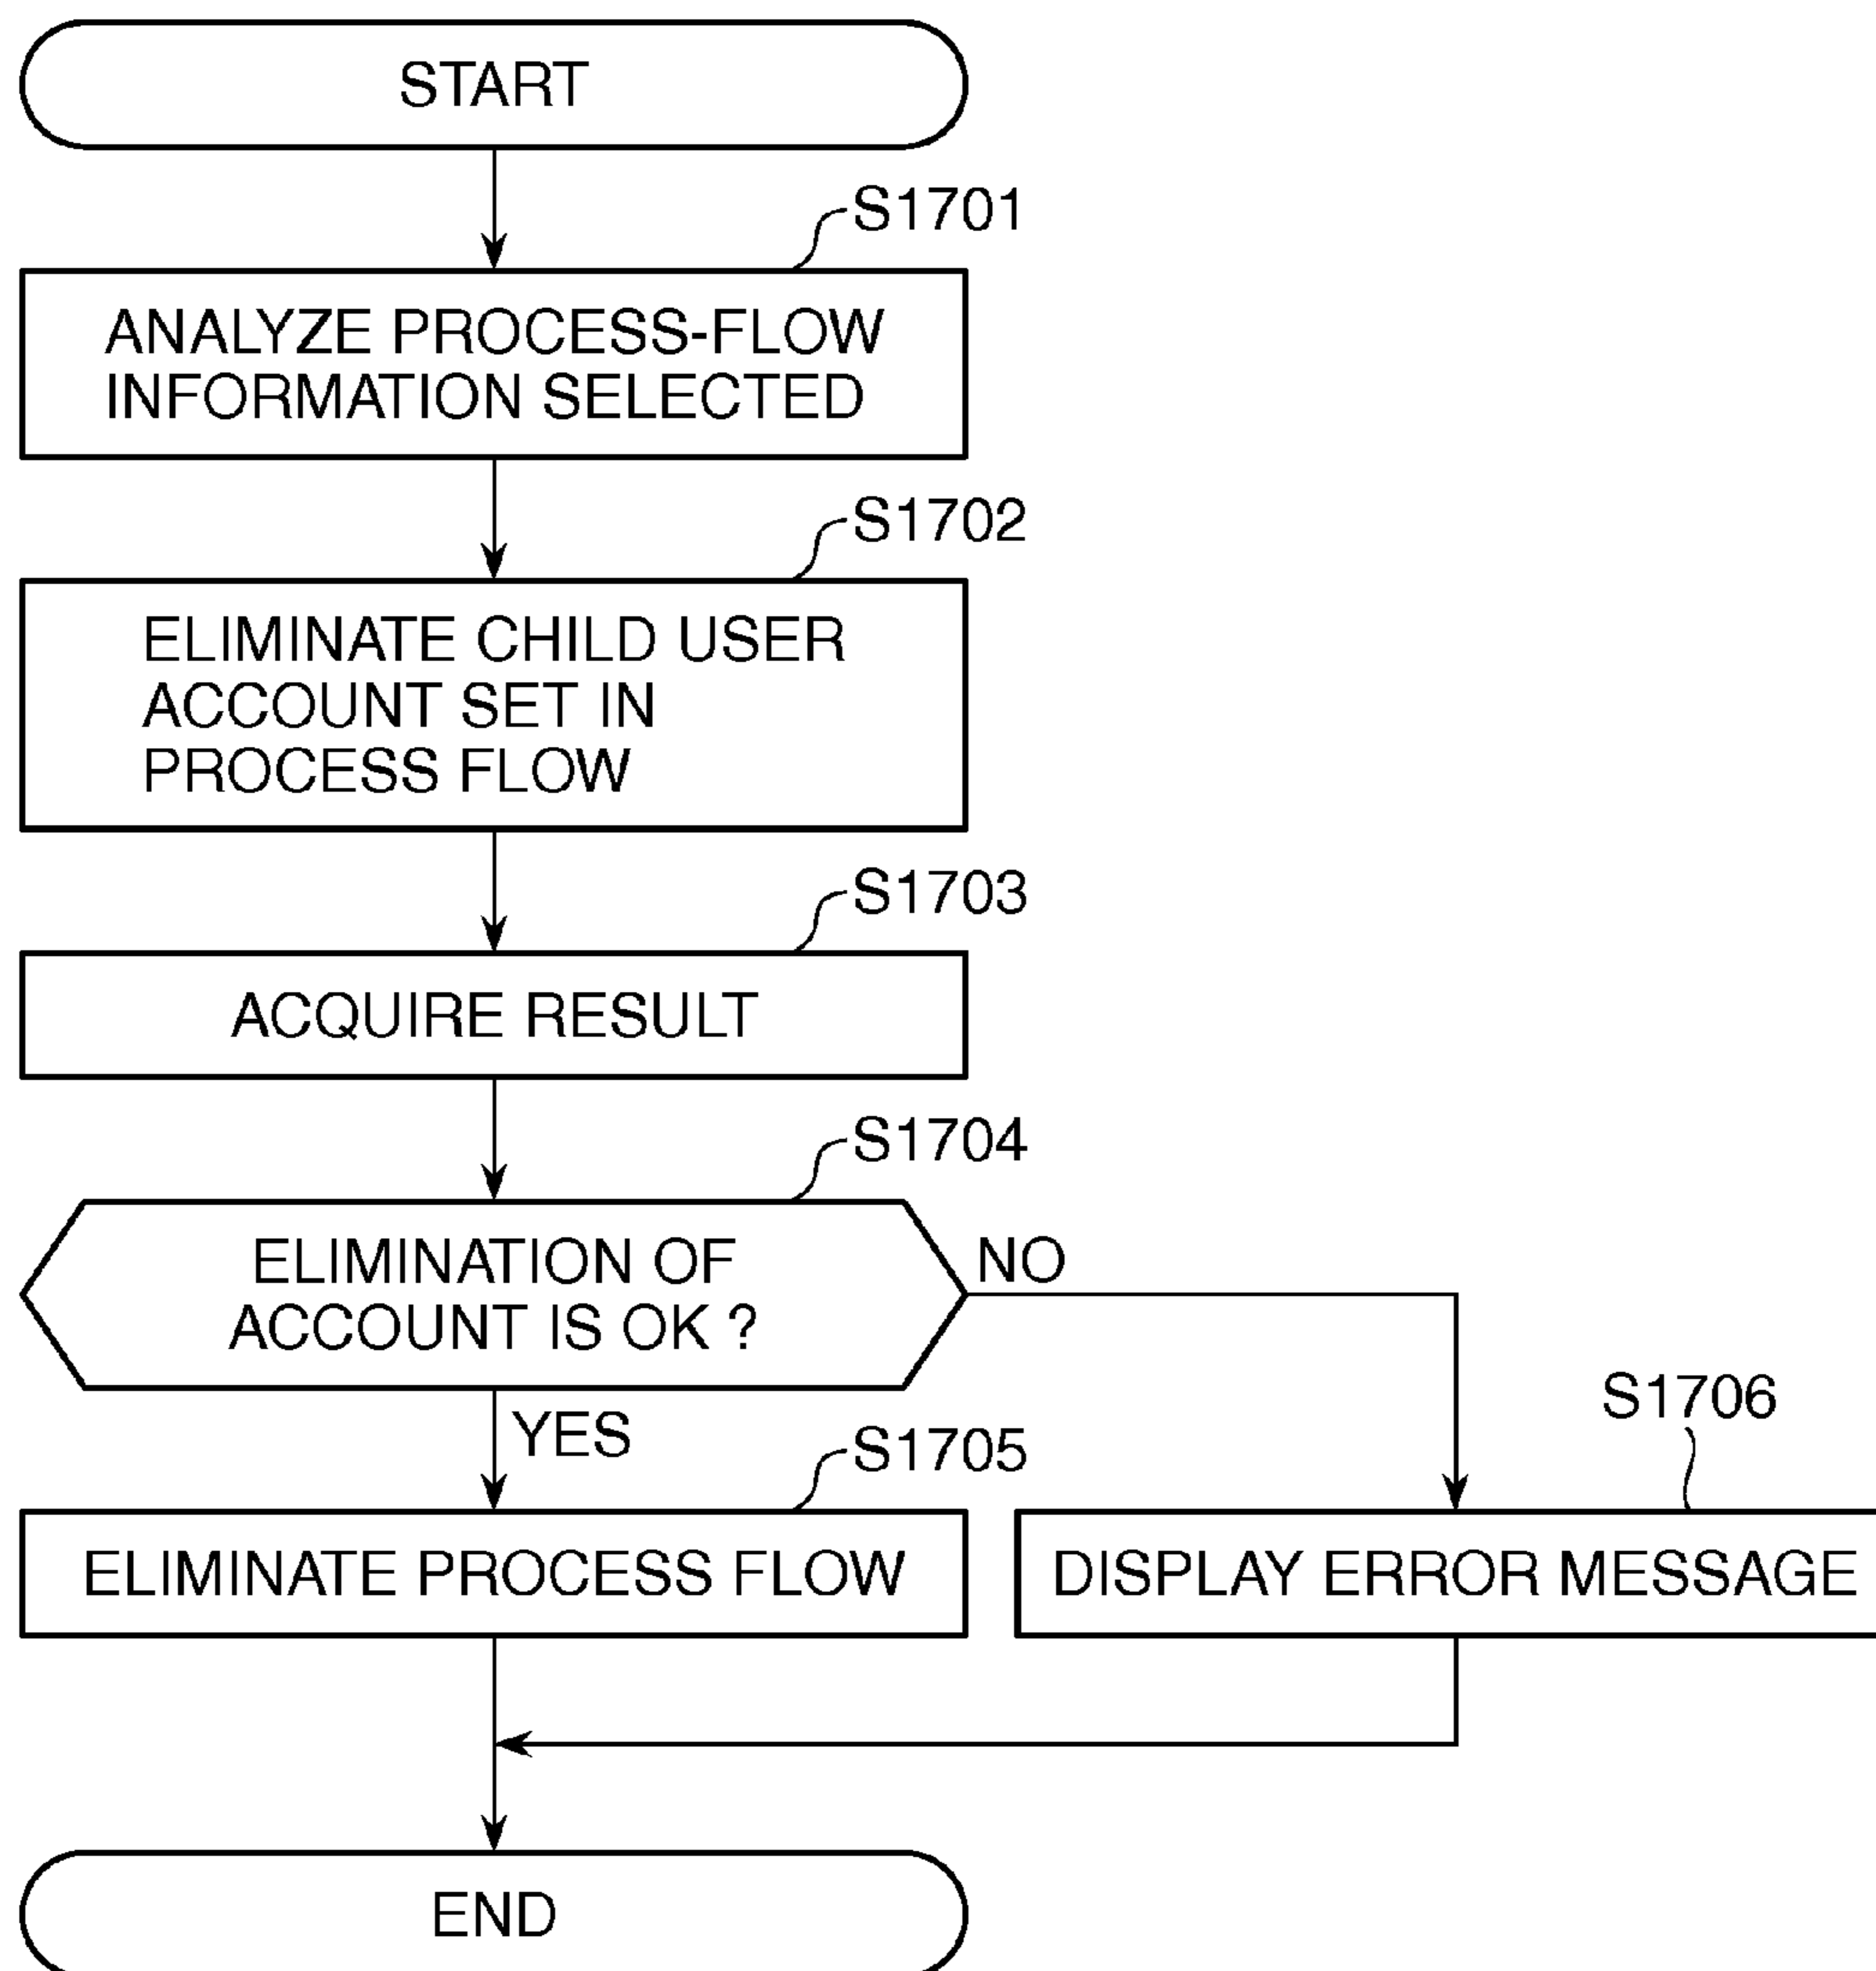 START
S1701
ANALYZE PROCESS-FLOW
INFORMATION SELECTED
S1702
ELIMINATE CHILD USER
ACCOUNT SET IN
PROCESS FLOW
S1703
ACQUIRE RESULT
S1704
ELIMINATION OF
ACCOUNT IS OK ?
NO
YES
S1705
S1706
ELIMINATE PROCESS FLOW
DISPLAY ERROR MESSAGE
END